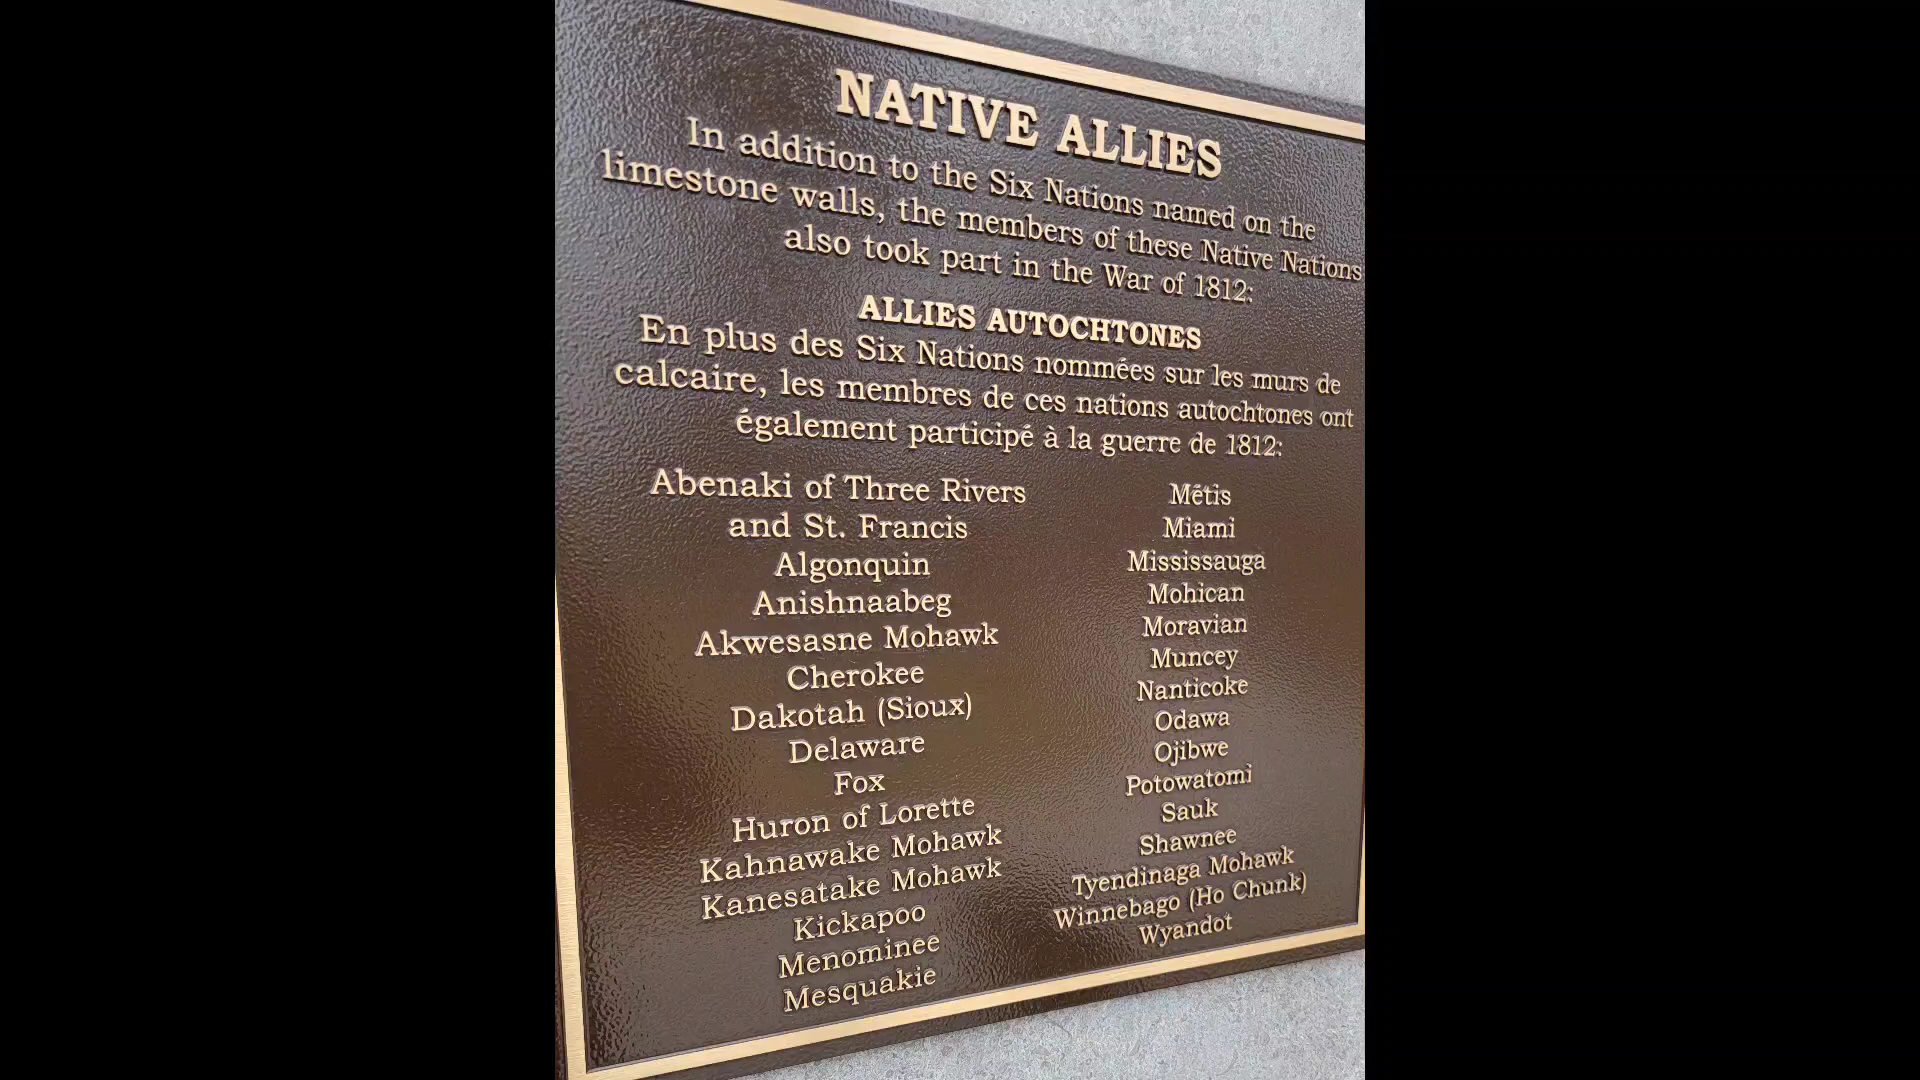 NATIVE ALLIES
In addition to the Six Nations named on the
limestone walls, the members of these Native Nations
also took part in the War of 1812:
ALLIES AUTOCHTONES
En plus des Six Nations nommées sur les murs de
calcaire, les membres de ces nations autochtones ont
également participé à la guerre de 1812:
Abenaki of Three Rivers
and St. Francis
Algonquin
Anishnaabeg
Akwesasne Mohawk
Cherokee
Dakotah (Sioux)
Delaware
Fox
Huron of Lorette
Kahnawake Mohawk
Kanesatake Mohawk
Kickapoo
Menominee
Mesquakie
Métis
Miami
Mississauga
Mohican
Moravian
Muncey
Nanticoke
Odawa
Ojibwe
Potowatomi
Sauk
Shawnee
Tyendinaga Mohawk
Winnebago (Ho Chunk)
Wyandot